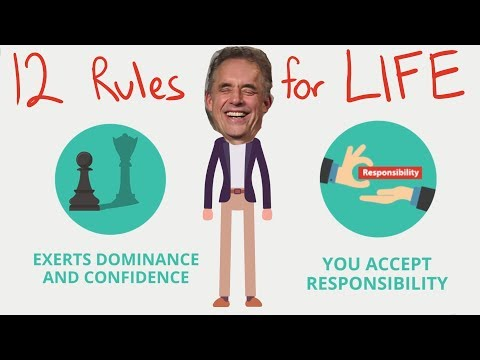 12 Rules for LIFE
Responsibility
EXERTS DOMINANCE
AND CONFIDENCE
YOU ACCEPT
RESPONSIBILITY